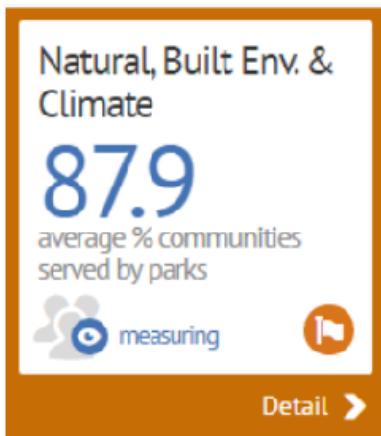 Natural, Built Env. &
Climate
87.9
average % communities
served by parks
measuring
Detail